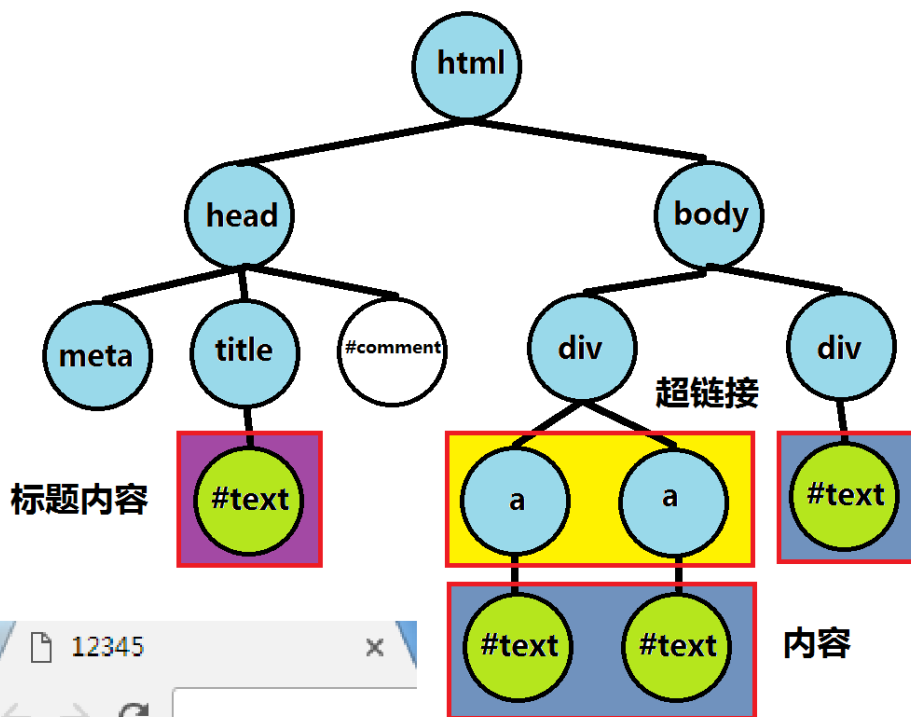 html
head
body
meta
title
#comment
div
div
超链接
标题内容
#text
a
a
#text
#text
#text
内容
12345